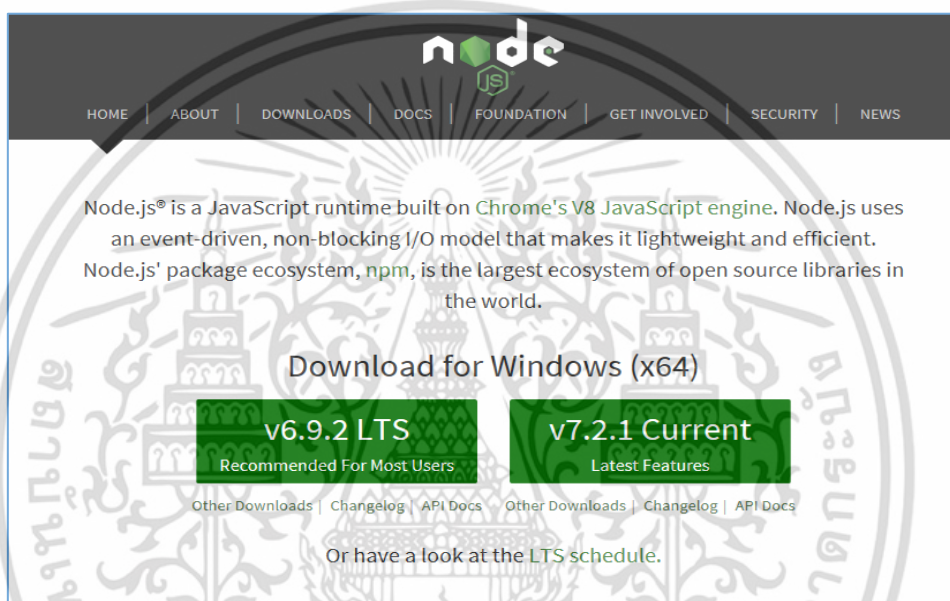 node
JS
HOME | ABOUT | DOWNLOADS | DOCS | FOUNDATION | GET INVOLVED | SECURITY | NEWS
Node.js® is a JavaScript runtime built on Chrome's V8 JavaScript engine. Node.js uses
an event-driven, non-blocking I/O model that makes it lightweight and efficient.
Node.js' package ecosystem, npm, is the largest ecosystem of open source libraries in
the world.
Download for Windows (x64)
v6.9.2 LTS
Recommended For Most Users
v7.2.1 Current
Latest Features
Other Downloads | Changelog | API Docs
Other Downloads | Changelog | API Docs
Or have a look at the LTS schedule.